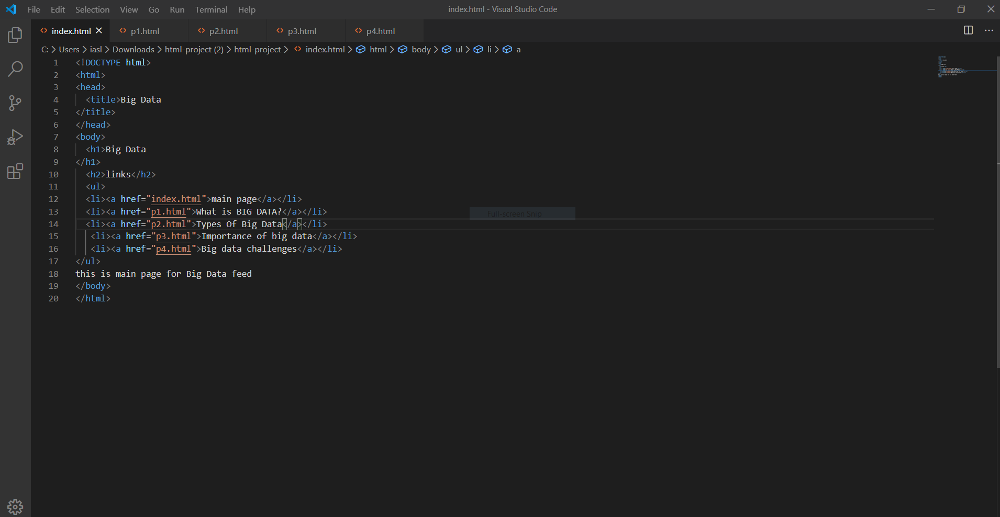 File Edit Selection View Go Run Terminal Help index.html - Visual Studio Code
index.html p1.html p2.html p3.html p4.html
C: > Users > iasl > Downloads > html-project (2) > html-project > index.html > html > body > ul > li > a
1 <!DOCTYPE html>
2 <html>
3 <head>
4 <title>Big Data
5 </title>
6 </head>
7 <body>
8 <h1>Big Data
9 </h1>
10 <h2>links</h2>
11 <ul>
12 <li><a href="index.html">main page</a></li>
13 <li><a href="p1.html">What is BIG DATA?</a></li>
Full-screen Snip
14 <li><a href="p2.html">Types Of Big Data</a></li>
15 <li><a href="p3.html">Importance of big data</a></li>
16 <li><a href="p4.html">Big data challenges</a></li>
17 </ul>
18 this is main page for Big Data feed
19 </body>
20 </html>